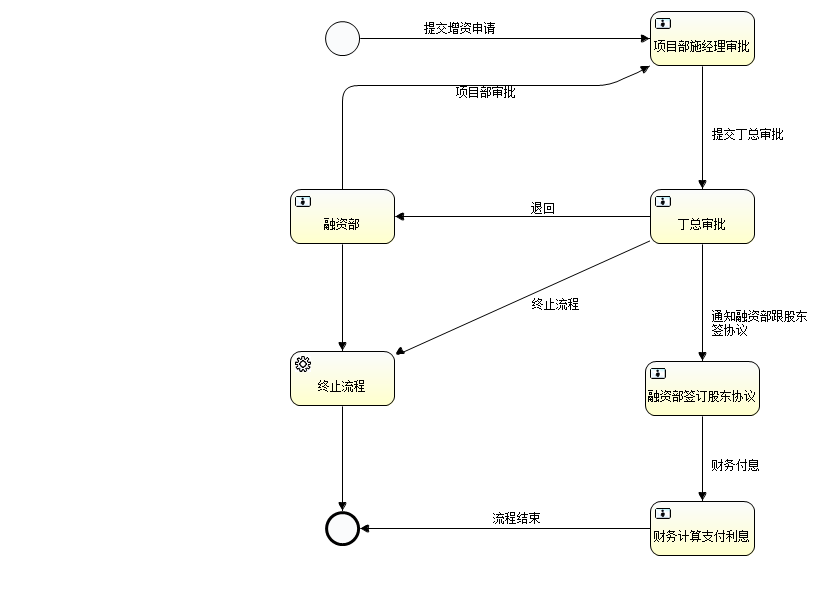 提交增资申请
项目部施经理审批
项目部审批
提交丁总审批
融资部
退回
丁总审批
终止流程
通知融资部跟股东
签协议
终止流程
融资部签订股东协议
财务付息
流程结束
财务计算支付利息